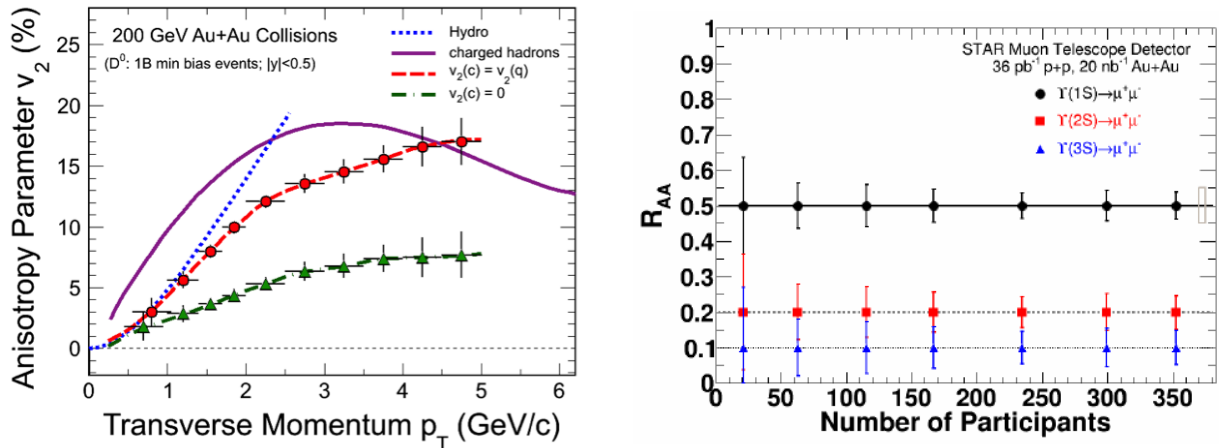 200 GeV Au+Au Collisions
(D⁰: 1B min bias events; |y|<0.5)
Hydro
charged hadrons
v₂(c) = v₂(q)
v₂(c) = 0
Anisotropy Parameter v₂ (%)
25
20
15
10
5
0
0 1 2 3 4 5 6
Transverse Momentum p_T (GeV/c)
STAR Muon Telescope Detector
36 pb⁻¹ p+p, 20 nb⁻¹ Au+Au
ϒ(1S)→μ⁺μ⁻
ϒ(2S)→μ⁺μ⁻
ϒ(3S)→μ⁺μ⁻
R_AA
1
0.9
0.8
0.7
0.6
0.5
0.4
0.3
0.2
0.1
0
0 50 100 150 200 250 300 350
Number of Participants